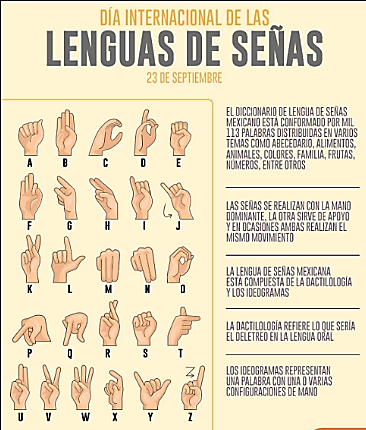 DÍA INTERNACIONAL DE LAS
LENGUAS DE SEÑAS
23 DE SEPTIEMBRE
A B C D E
F G H I J
K L M N O
P Q R S T
U V W X Y Z
EL DICCIONARIO DE LENGUA DE SEÑAS
MEXICANO ESTÁ CONFORMADO POR MIL
113 PALABRAS DISTRIBUIDAS EN VARIOS
TEMAS COMO ABECEDARIO, ALIMENTOS,
ANIMALES, COLORES, FAMILIA, FRUTAS,
NÚMEROS, ENTRE OTROS
LAS SEÑAS SE REALIZAN CON LA MANO
DOMINANTE, LA OTRA SIRVE DE APOYO
Y EN OCASIONES AMBAS REALIZAN EL
MISMO MOVIMIENTO
LA LENGUA DE SEÑAS MEXICANA
ESTÁ COMPUESTA DE LA DACTILOLOGÍA
Y LOS IDEOGRAMAS
LA DACTILOLOGÍA REFIERE LO QUE SERÍA
EL DELETREO EN LA LENGUA ORAL
LOS IDEOGRAMAS REPRESENTAN
UNA PALABRA CON UNA O VARIAS
CONFIGURACIONES DE MANO